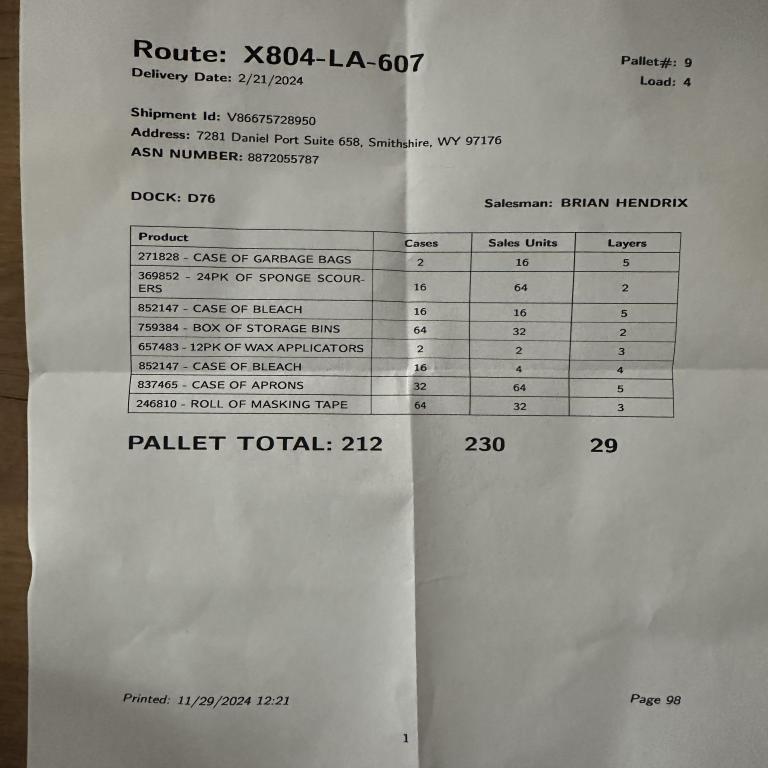 Route: X804-LA-607
Pallet#: 9
Delivery Date: 2/21/2024
Load: 4
Shipment Id: V86675728950
Address: 7281 Daniel Port Suite 658, Smithshire, WY 97176
ASN NUMBER: 8872055787
DOCK: D76
Salesman: BRIAN HENDRIX
Product Cases Sales Units Layers
271828 - CASE OF GARBAGE BAGS 2 16 5
369852 - 24PK OF SPONGE SCOUR-
ERS 16 64 2
852147 - CASE OF BLEACH 16 16 5
759384 - BOX OF STORAGE BINS 64 32 2
657483 - 12PK OF WAX APPLICATORS 2 2 3
852147 - CASE OF BLEACH 16 4 4
837465 - CASE OF APRONS 32 64 5
246810 - ROLL OF MASKING TAPE 64 32 3
PALLET TOTAL: 212 230 29
Printed: 11/29/2024 12:21
Page 98
1